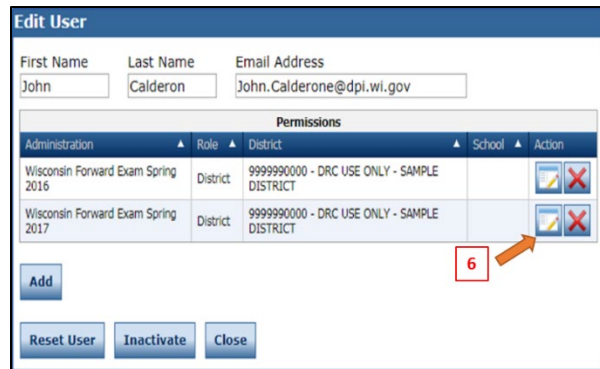 Edit User
First Name Last Name Email Address
John Calderon John.Calderone@dpi.wi.gov
Permissions
Administration Role District School Action
Wisconsin Forward Exam Spring 2016 District 9999990000 - DRC USE ONLY - SAMPLE DISTRICT
Wisconsin Forward Exam Spring 2017 District 9999990000 - DRC USE ONLY - SAMPLE DISTRICT
6
Add
Reset User Inactivate Close